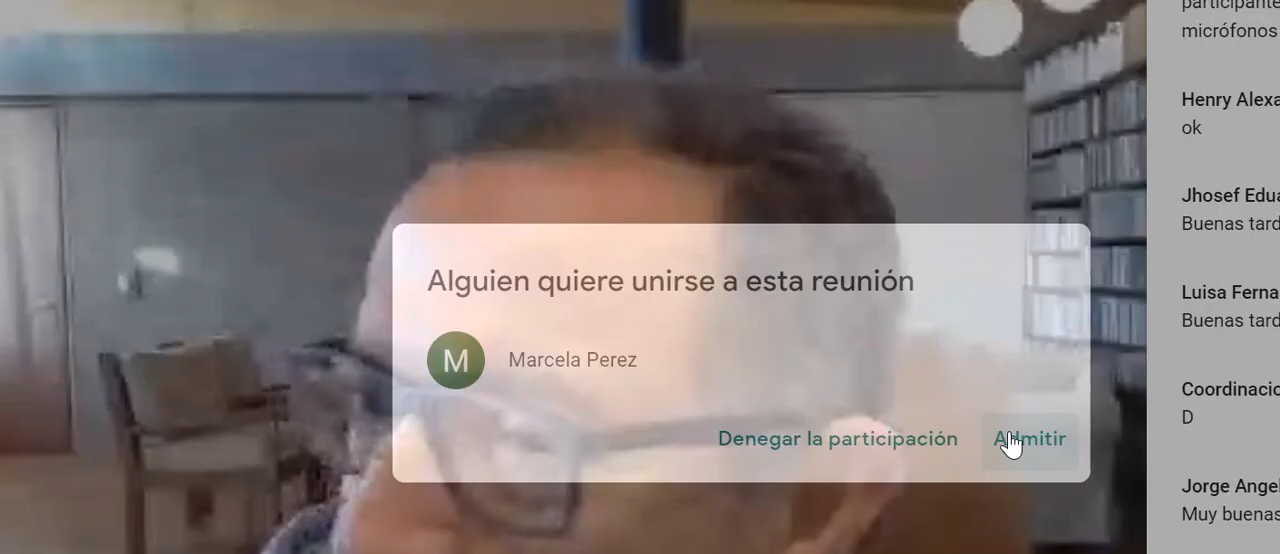 participante
micrófonos
Henry Alexa
ok
Jhosef Edua
Buenas tard
Luisa Ferna
Buenas tard
Coordinacio
D
Jorge Angel
Muy buenas
Alguien quiere unirse a esta reunión
M Marcela Perez
Denegar la participación Admitir